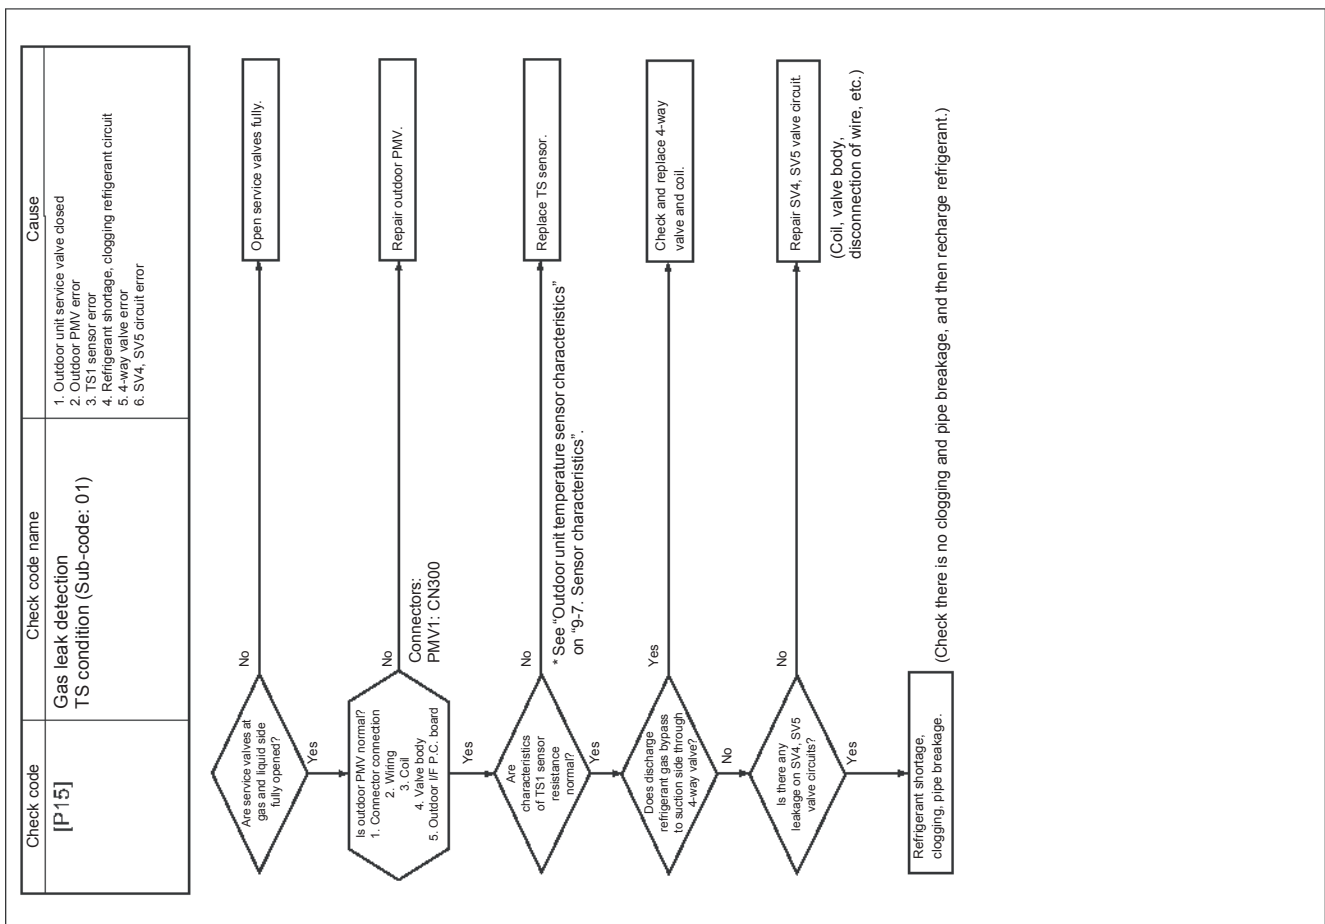 Check code
Check code name
Cause
[P15]
Gas leak detection
TS condition (Sub-code: 01)
1. Outdoor unit service valve closed
2. Outdoor PMV error
3. TS1 sensor error
4. Refrigerant shortage, clogging refrigerant circuit
5. 4-way valve error
6. SV4, SV5 circuit error
Are service valves at
gas and liquid side
fully opened?
No
Open service valves fully.
Yes
Is outdoor PMV normal?
1. Connector connection
2. Wiring
3. Coil
4. Valve body
5. Outdoor I/F P.C. board
No
Repair outdoor PMV.
Connectors:
PMV1: CN300
Yes
Are
characteristics
of TS1 sensor
resistance
normal?
No
Replace TS sensor.
* See “Outdoor unit temperature sensor characteristics”
on “9-7. Sensor characteristics”.
Yes
Does discharge
refrigerant gas bypass
to suction side through
4-way valve?
Yes
Check and replace 4-way
valve and coil.
No
Is there any
leakage on SV4, SV5
valve circuits?
No
Repair SV4, SV5 valve circuit.
(Coil, valve body,
disconnection of wire, etc.)
Yes
Refrigerant shortage,
clogging, pipe breakage.
(Check there is no clogging and pipe breakage, and then recharge refrigerant.)